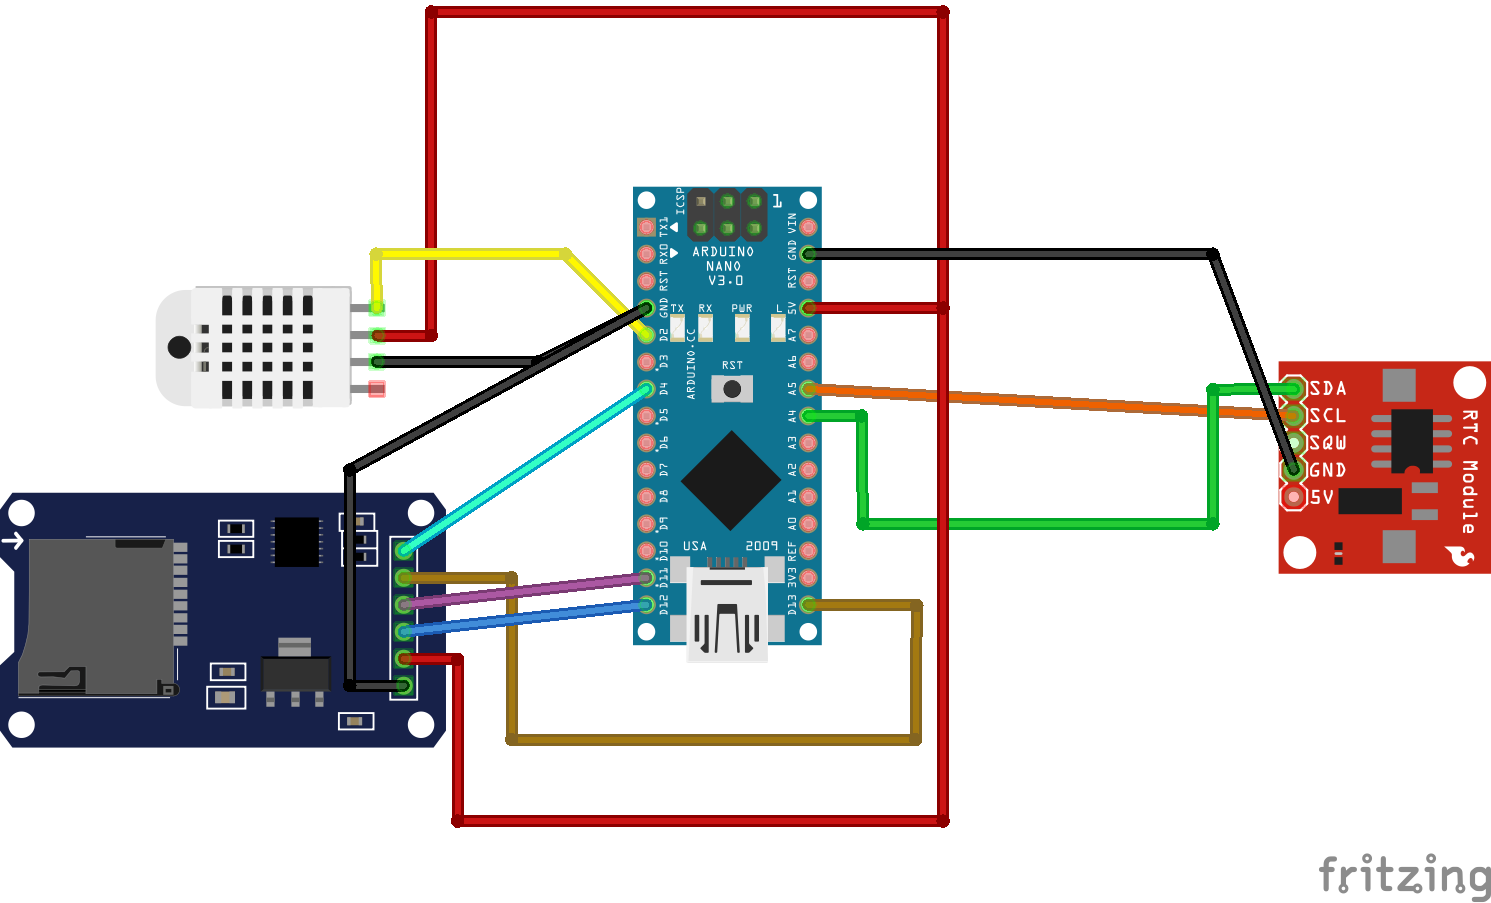 ICSP
1
TX1
RX0
RST
GND
D2
D3
D4
D5
D6
D7
D8
D9
D10
D11
D12
ARDUINO
NANO
V3.0
TX RX PWR L
ARDUINO.CC
RST
USA 2009
VIN
GND
RST
5V
A7
A6
A5
A4
A3
A2
A1
A0
REF
3V3
D13
SDA
SCL
SQW
GND
5V
RTC Module
fritzing